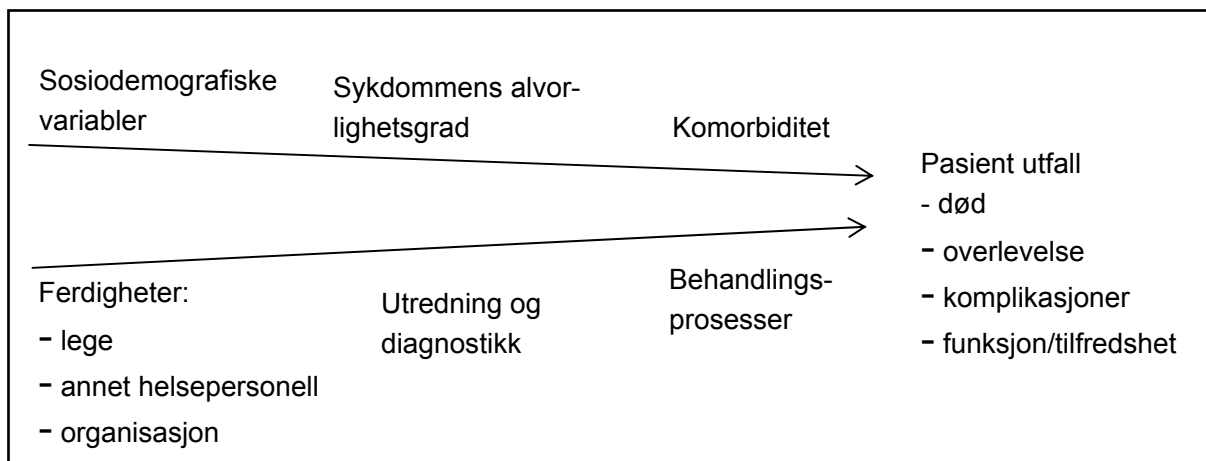 Sosiodemografiske
variabler
Sykdommens alvor-
lighetsgrad
Komorbiditet
Pasient utfall
- død
- overlevelse
- komplikasjoner
- funksjon/tilfredshet
Ferdigheter:
- lege
- annet helsepersonell
- organisasjon
Utredning og
diagnostikk
Behandlings-
prosesser